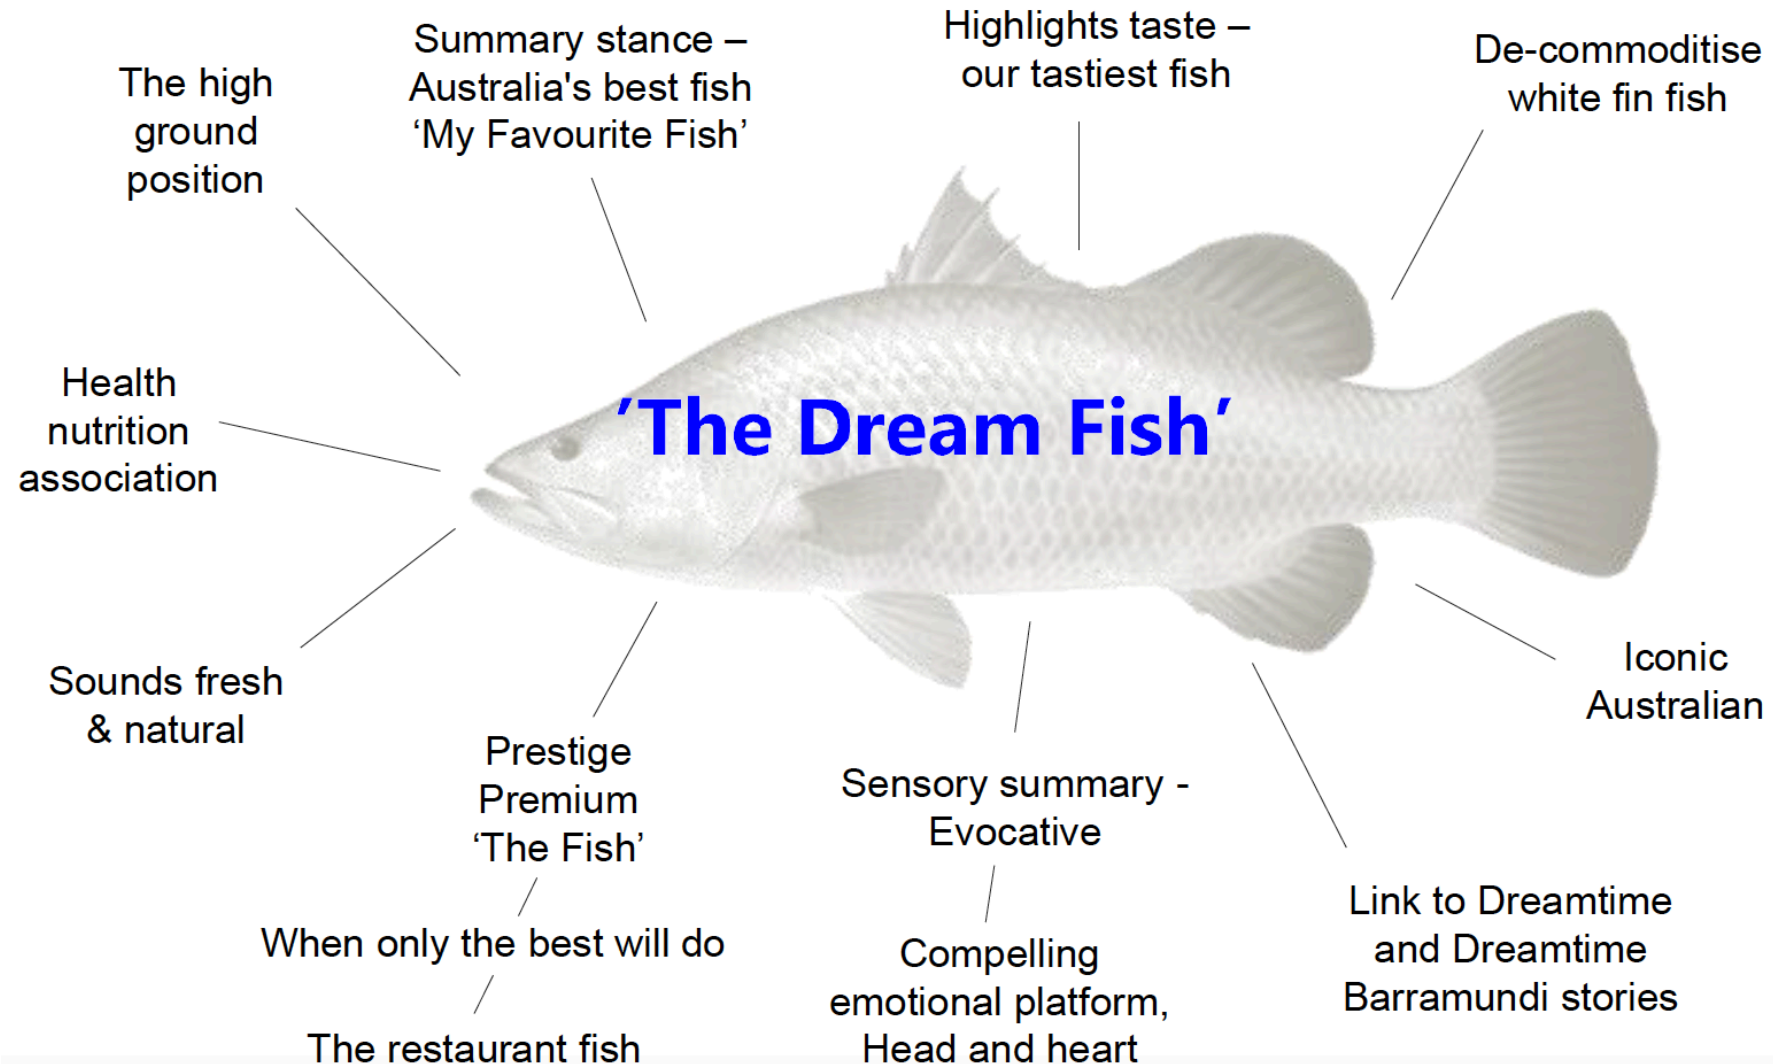 The high
ground
position
Summary stance –
Australia's best fish
‘My Favourite Fish’
Highlights taste –
our tastiest fish
De-commoditise
white fin fish
Health
nutrition
association
’The Dream Fish’
Sounds fresh
& natural
Prestige
Premium
‘The Fish’
When only the best will do
The restaurant fish
Sensory summary -
Evocative
Compelling
emotional platform,
Head and heart
Link to Dreamtime
and Dreamtime
Barramundi stories
Iconic
Australian